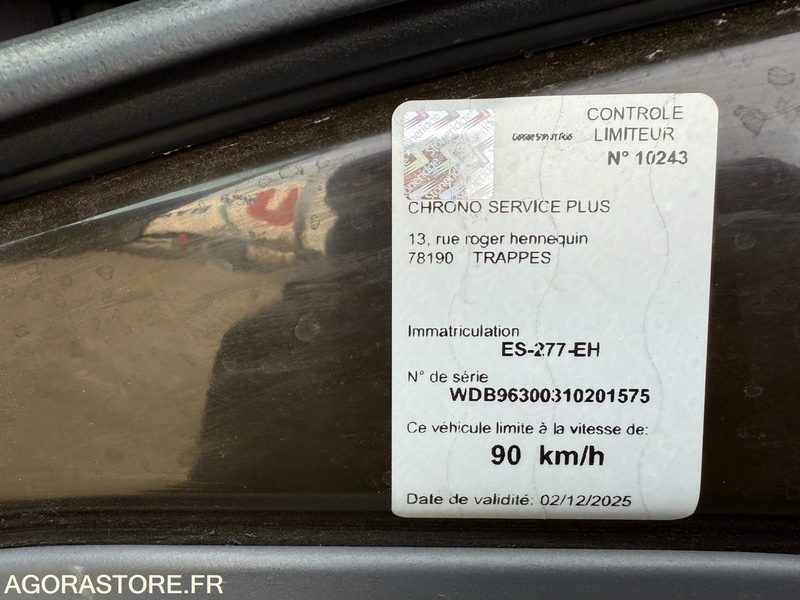 CONTROLE
LIMITEUR
N° 10243
CHRONO SERVICE PLUS
13, rue roger hennequin
78190 TRAPPES
Immatriculation
ES-277-EH
N° de série
WDB96300310201575
Ce véhicule limite à la vitesse de:
90 km/h
Date de validité: 02/12/2025
AGORASTORE.FR